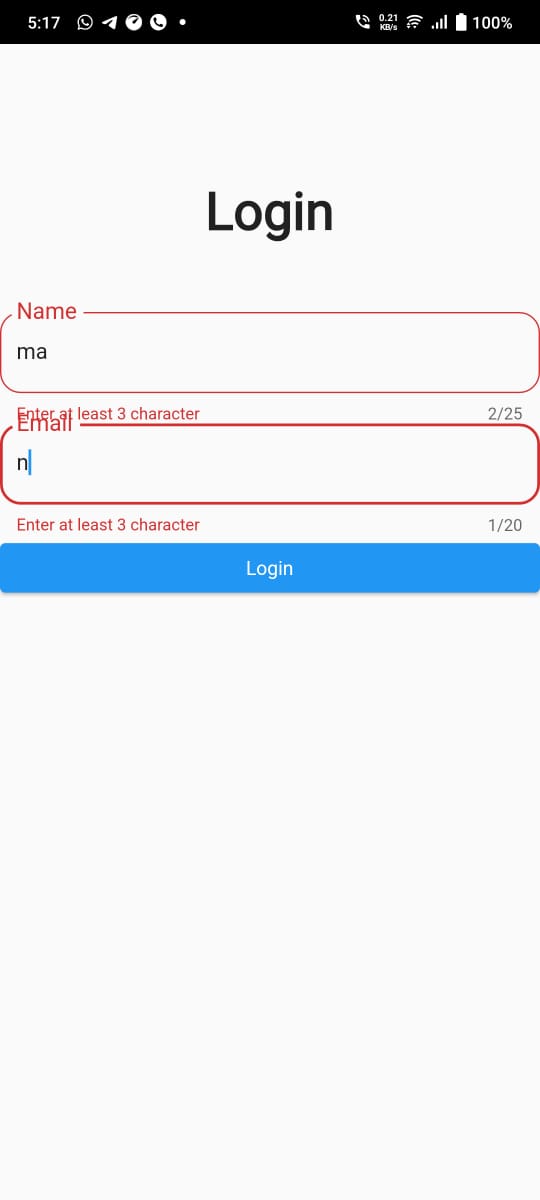 5:17 0.21 KB/s 100%
Login
Name
ma
Enter at least 3 character 2/25
Email
n
Enter at least 3 character 1/20
Login